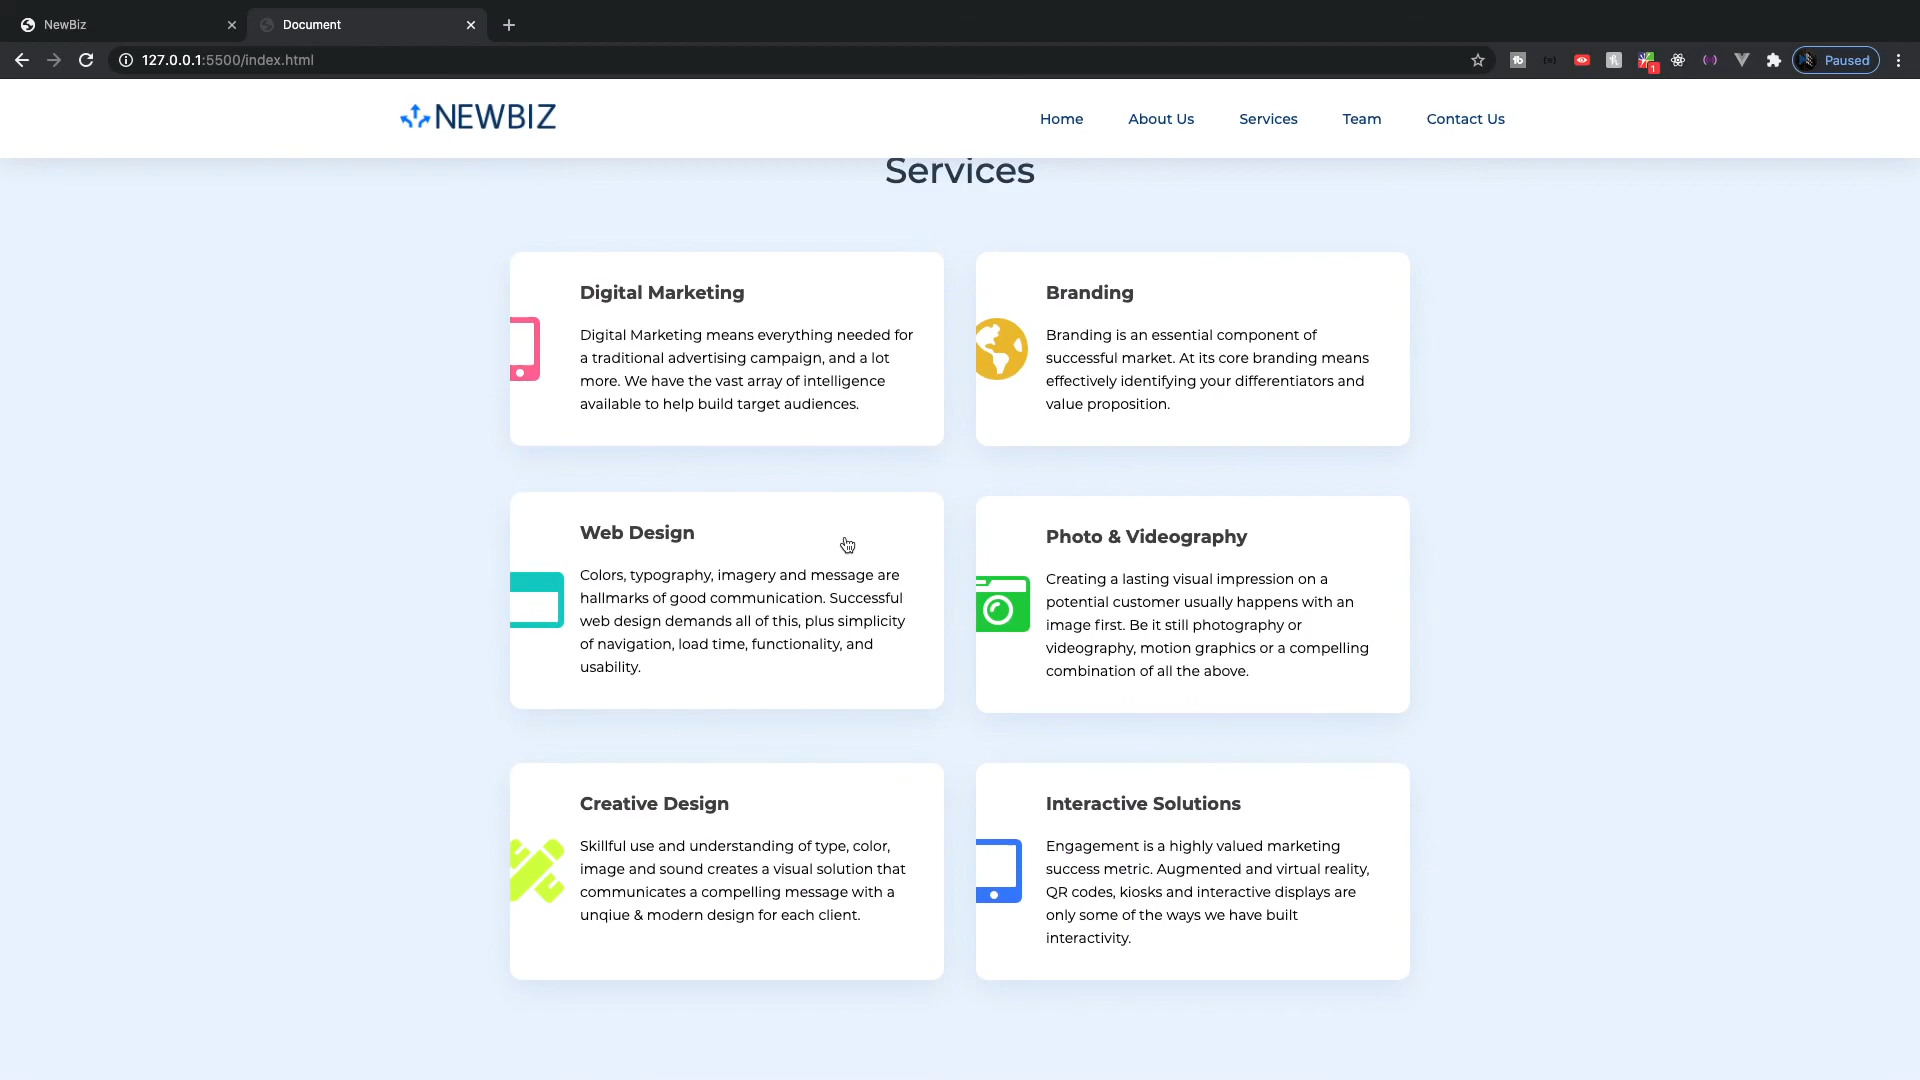 NewBiz
Document
127.0.0.1:5500/index.html
1
Paused
NEWBIZ
Home
About Us
Services
Team
Contact Us
Services
Digital Marketing
Digital Marketing means everything needed for
a traditional advertising campaign, and a lot
more. We have the vast array of intelligence
available to help build target audiences.
Branding
Branding is an essential component of
successful market. At its core branding means
effectively identifying your differentiators and
value proposition.
Web Design
Colors, typography, imagery and message are
hallmarks of good communication. Successful
web design demands all of this, plus simplicity
of navigation, load time, functionality, and
usability.
Photo & Videography
Creating a lasting visual impression on a
potential customer usually happens with an
image first. Be it still photography or
videography, motion graphics or a compelling
combination of all the above.
Creative Design
Skillful use and understanding of type, color,
image and sound creates a visual solution that
communicates a compelling message with a
unqiue & modern design for each client.
Interactive Solutions
Engagement is a highly valued marketing
success metric. Augmented and virtual reality,
QR codes, kiosks and interactive displays are
only some of the ways we have built
interactivity.